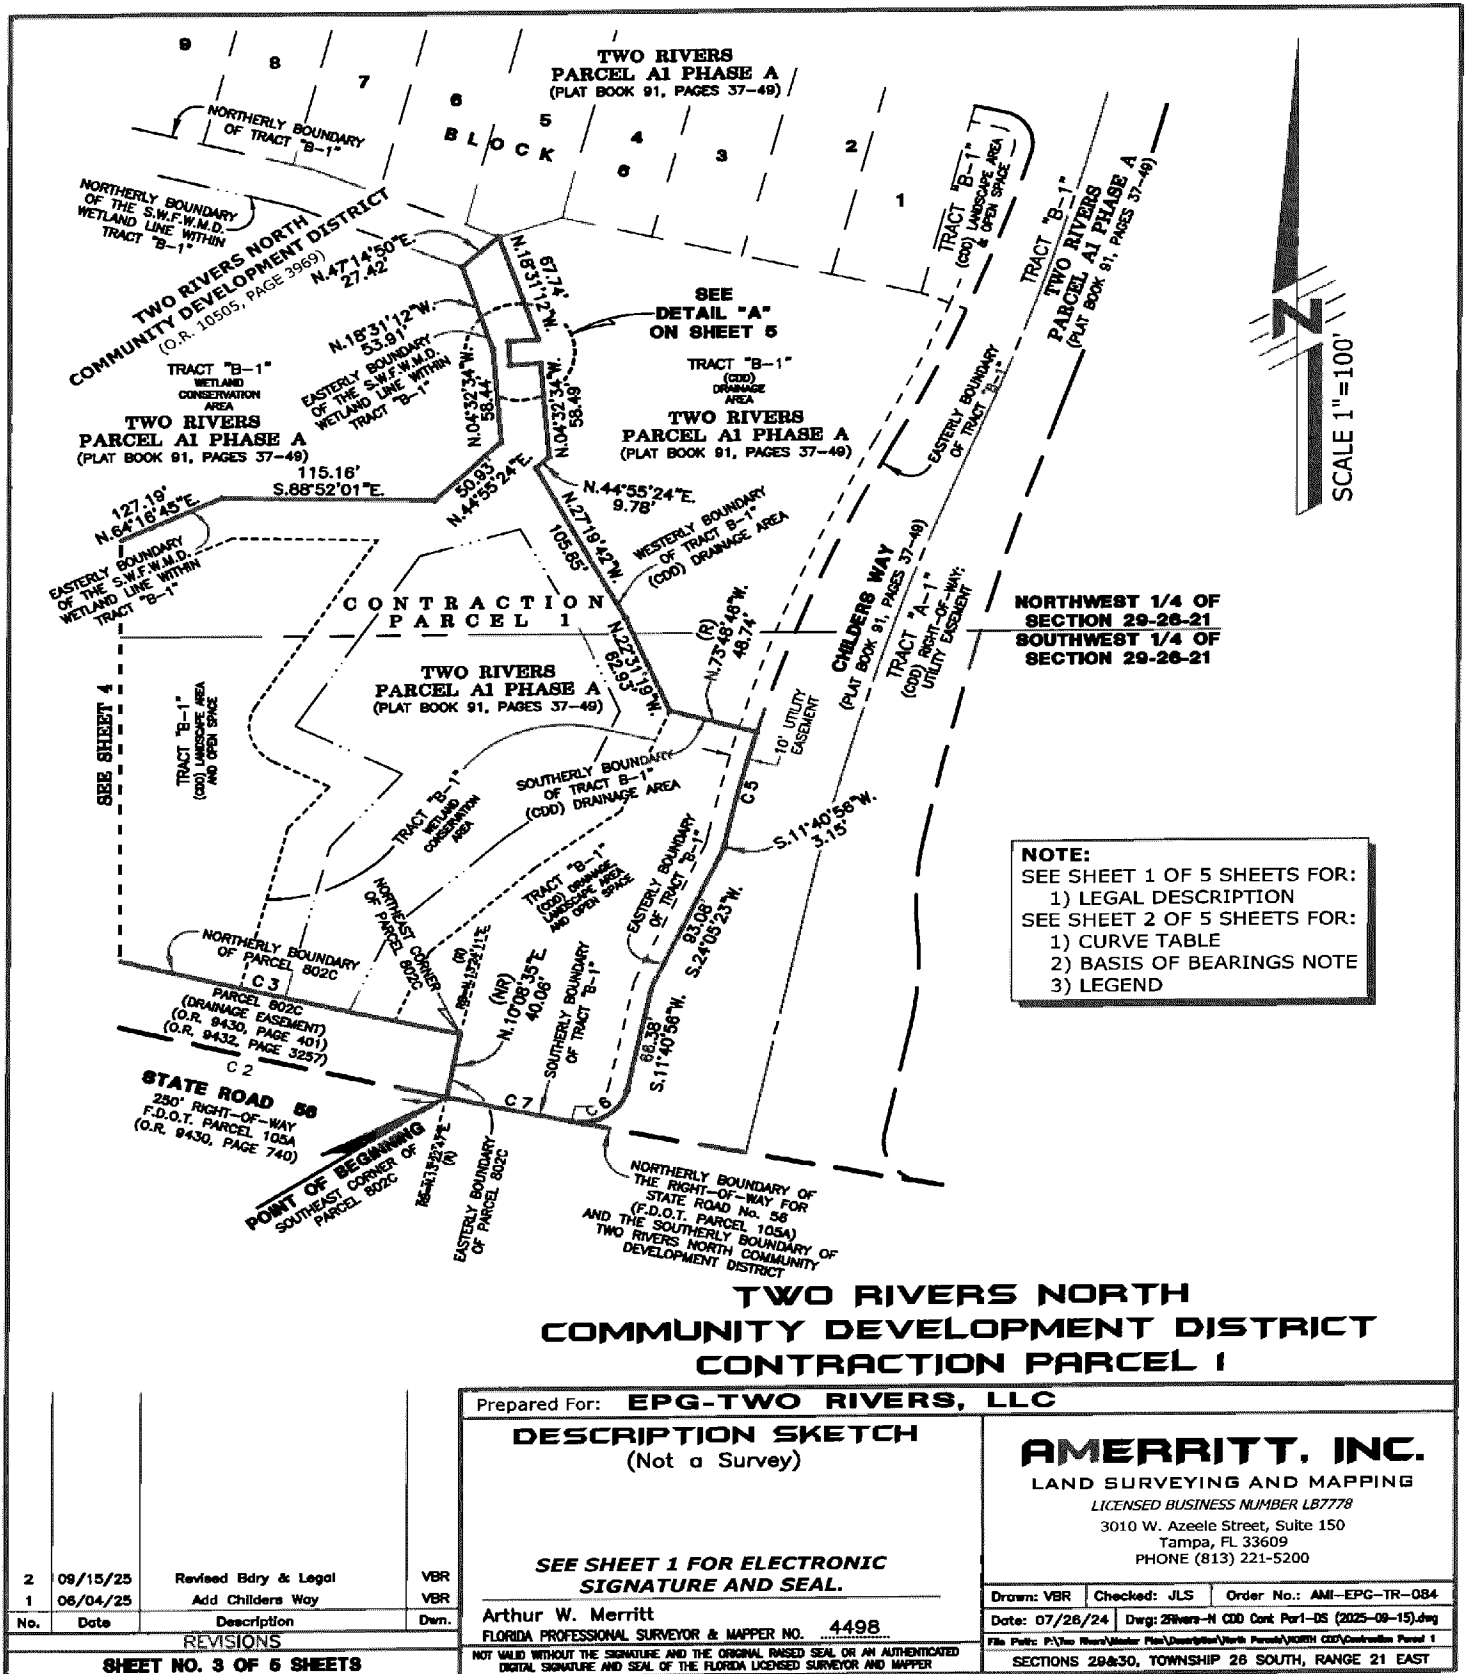 9
8
7
6
5
4
3
2
1
BLOCK
6
TWO RIVERS
PARCEL A1 PHASE A
(PLAT BOOK 91, PAGES 37-49)
NORTHERLY BOUNDARY
OF TRACT "B-1"
NORTHERLY BOUNDARY
OF THE S.W.F.W.M.D.
WETLAND LINE WITHIN
TRACT "B-1"
TWO RIVERS NORTH
COMMUNITY DEVELOPMENT DISTRICT
(O.R. 10505, PAGE 3969)
N.47°14'50"E.
27.42'
N.18°31'12"W.
67.74'
N.18°31'12"W.
53.91'
EASTERLY BOUNDARY
OF THE S.W.F.W.M.D.
WETLAND LINE WITHIN
TRACT "B-1"
SEE
DETAIL "A"
ON SHEET 5
TRACT "B-1"
(CDD) LANDSCAPE AREA
& OPEN SPACE
TRACT "B-1"
TWO RIVERS
PARCEL A1 PHASE A
(PLAT BOOK 91, PAGES 37-49)
N
SCALE 1"=100'
TRACT "B-1"
WETLAND
CONSERVATION
AREA
TWO RIVERS
PARCEL A1 PHASE A
(PLAT BOOK 91, PAGES 37-49)
N.04°32'34"W.
58.44'
N.04°32'34"W.
58.49'
TRACT "B-1"
(CDD)
DRAINAGE
AREA
TWO RIVERS
PARCEL A1 PHASE A
(PLAT BOOK 91, PAGES 37-49)
EASTERLY BOUNDARY
OF TRACT "B-1"
127.19'
N.64°16'45"E.
115.16'
S.88°52'01"E.
50.93'
N.44°55'24"E.
N.44°55'24"E.
9.78'
N.27°19'42"W.
105.65'
WESTERLY BOUNDARY
OF TRACT B-1"
(CDD) DRAINAGE AREA
EASTERLY BOUNDARY
OF THE S.W.F.W.M.D.
WETLAND LINE WITHIN
TRACT "B-1"
CONTRACTION
PARCEL 1
N.22°31'19"W.
62.93'
(R)
N.73°48'46"W.
48.74'
CHILDERS WAY
(PLAT BOOK 91, PAGES 37-49)
TRACT "A-1"
(CDD) RIGHT-OF-WAY;
UTILITY EASEMENT
NORTHWEST 1/4 OF
SECTION 29-26-21
SOUTHWEST 1/4 OF
SECTION 29-26-21
TWO RIVERS
PARCEL A1 PHASE A
(PLAT BOOK 91, PAGES 37-49)
SEE SHEET 4
TRACT "B-1"
(CDD) LANDSCAPE AREA
AND OPEN SPACE
10' UTILITY
EASEMENT
SOUTHERLY BOUNDARY
OF TRACT B-1"
(CDD) DRAINAGE AREA
TRACT "B-1"
WETLAND
CONSERVATION
AREA
C 5
S.11°40'56"W.
3.15'
EASTERLY BOUNDARY
OF TRACT "B-1"
TRACT "B-1"
(CDD) DRAINAGE,
LANDSCAPE AREA
AND OPEN SPACE
93.08'
S.24°05'23"W.
NORTHEAST CORNER
OF PARCEL 802C
NOTE:
SEE SHEET 1 OF 5 SHEETS FOR:
1) LEGAL DESCRIPTION
SEE SHEET 2 OF 5 SHEETS FOR:
1) CURVE TABLE
2) BASIS OF BEARINGS NOTE
3) LEGEND
NORTHERLY BOUNDARY
OF PARCEL 802C
C 3
PARCEL 802C
(DRAINAGE EASEMENT)
(O.R. 9430, PAGE 401)
(O.R. 9432, PAGE 3257)
C 2
(R)
(NR)
N.10°08'35"E.
40.06'
SOUTHERLY BOUNDARY
OF TRACT "B-1"
66.38'
S.11°40'56"W.
STATE ROAD 56
250' RIGHT-OF-WAY
F.D.O.T. PARCEL 105A
(O.R. 9430, PAGE 740)
C 7
C 6
POINT OF BEGINNING
SOUTHEAST CORNER OF
PARCEL 802C
(R)
EASTERLY BOUNDARY
OF PARCEL 802C
NORTHERLY BOUNDARY OF
THE RIGHT-OF-WAY FOR
STATE ROAD No. 56
(F.D.O.T. PARCEL 105A)
AND THE SOUTHERLY BOUNDARY OF
TWO RIVERS NORTH COMMUNITY
DEVELOPMENT DISTRICT
TWO RIVERS NORTH
COMMUNITY DEVELOPMENT DISTRICT
CONTRACTION PARCEL 1
Prepared For: EPG-TWO RIVERS, LLC
DESCRIPTION SKETCH
(Not a Survey)
SEE SHEET 1 FOR ELECTRONIC
SIGNATURE AND SEAL.
Arthur W. Merritt
FLORIDA PROFESSIONAL SURVEYOR & MAPPER NO. 4498
NOT VALID WITHOUT THE SIGNATURE AND THE ORIGINAL RAISED SEAL OR AN AUTHENTICATED
DIGITAL SIGNATURE AND SEAL OF THE FLORIDA LICENSED SURVEYOR AND MAPPER
AMERRITT, INC.
LAND SURVEYING AND MAPPING
LICENSED BUSINESS NUMBER LB7778
3010 W. Azeele Street, Suite 150
Tampa, FL 33609
PHONE (813) 221-5200
Drawn: VBR Checked: JLS Order No.: AMI-EPG-TR-084
Date: 07/26/24 Dwg: 2Rivers-N CDD Cont Par1-DS (2025-09-15).dwg
File Path: P:\Two Rivers\Master Plan\Description\North Parcels\NORTH CDD\Contraction Parcel 1
SECTIONS 29&30, TOWNSHIP 26 SOUTH, RANGE 21 EAST
2 09/15/25 Revised Bdry & Legal VBR
1 06/04/25 Add Childers Way VBR
No. Date Description Dwn.
REVISIONS
SHEET NO. 3 OF 5 SHEETS